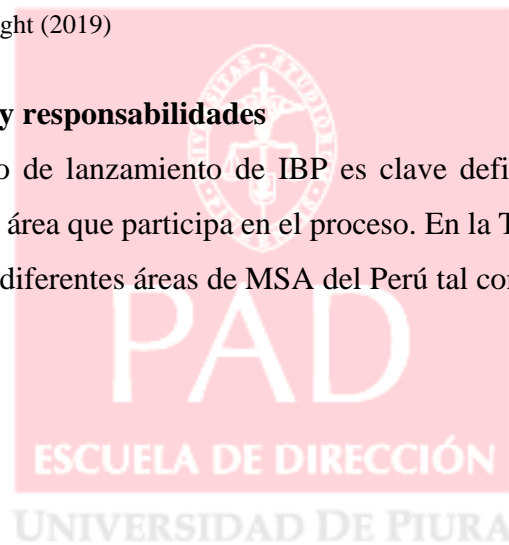 ght (2019)
y responsabilidades
o de lanzamiento de IBP es clave defi
área que participa en el proceso. En la T
diferentes áreas de MSA del Perú tal co
PAD
ESCUELA DE DIRECCIÓN
UNIVERSIDAD DE PIURA